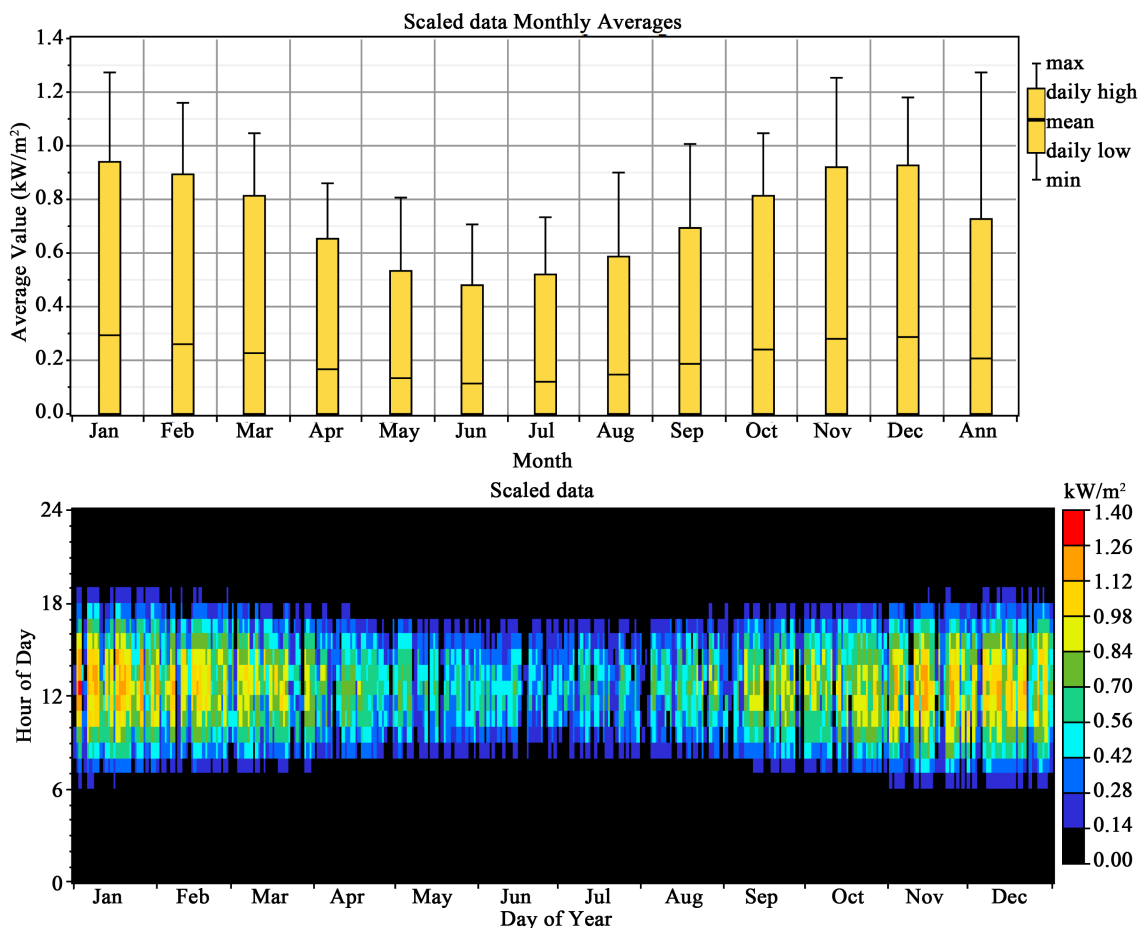 Scaled data Monthly Averages
Average Value (kW/m²)
1.4
1.2
1.0
0.8
0.6
0.4
0.2
0.0
Jan Feb Mar Apr May Jun Jul Aug Sep Oct Nov Dec Ann
Month
max
daily high
mean
daily low
min
Scaled data
Hour of Day
24
18
12
6
0
Jan Feb Mar Apr May Jun Jul Aug Sep Oct Nov Dec
Day of Year
kW/m²
1.40
1.26
1.12
0.98
0.84
0.70
0.56
0.42
0.28
0.14
0.00